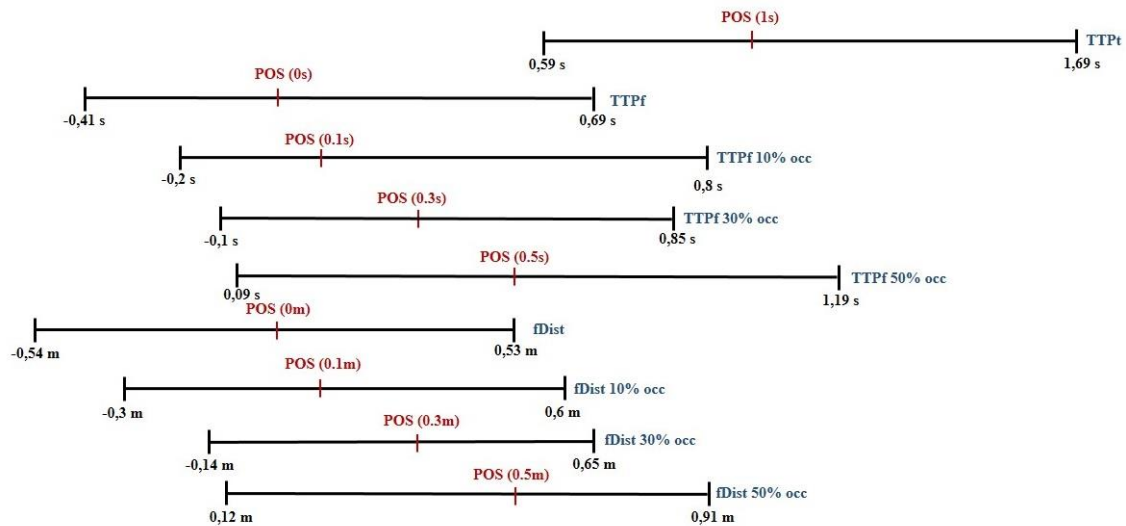 POS (1s)
TTPt
0,59 s
1,69 s
POS (0s)
TTPf
-0,41 s
0,69 s
POS (0.1s)
TTPf 10% occ
-0,2 s
0,8 s
POS (0.3s)
TTPf 30% occ
-0,1 s
0,85 s
POS (0.5s)
TTPf 50% occ
0,09 s
1,19 s
POS (0m)
fDist
-0,54 m
0,53 m
POS (0.1m)
fDist 10% occ
-0,3 m
0,6 m
POS (0.3m)
fDist 30% occ
-0,14 m
0,65 m
POS (0.5m)
fDist 50% occ
0,12 m
0,91 m